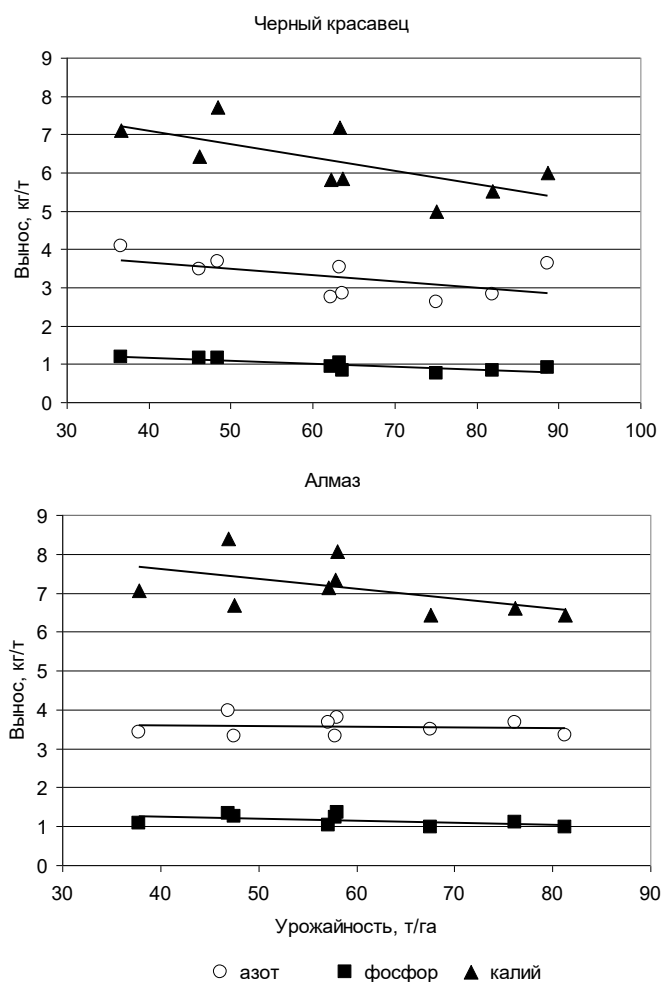 Черный красавец
9
8
7
6
5
4
3
2
1
0
Вынос, кг/т
30 40 50 60 70 80 90 100
Алмаз
9
8
7
6
5
4
3
2
1
0
Вынос, кг/т
30 40 50 60 70 80 90
Урожайность, т/га
азот фосфор калий